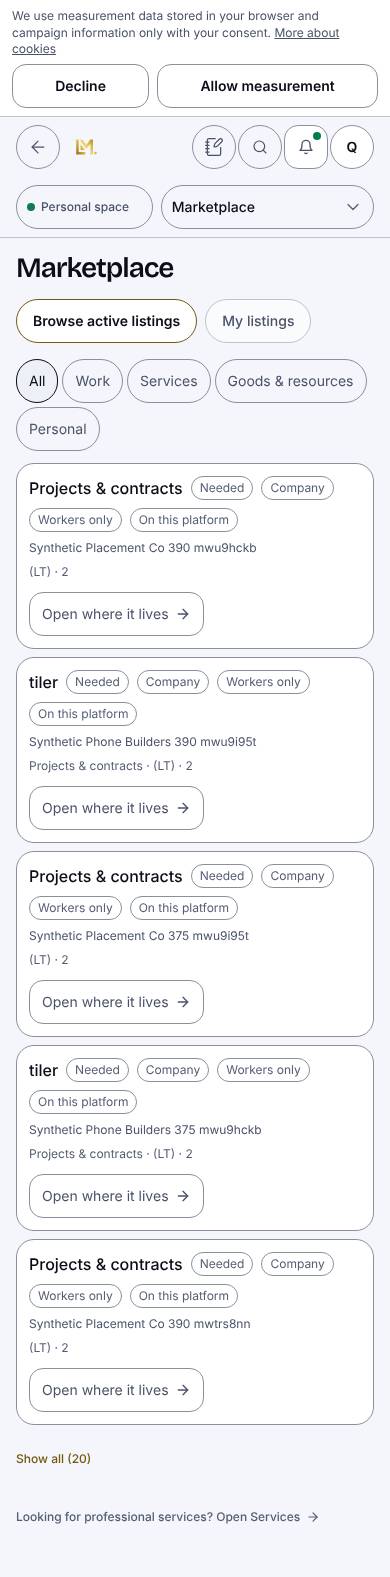 We use measurement data stored in your browser and
campaign information only with your consent. More about
cookies
Decline
Allow measurement
LM.
Q
Personal space
Marketplace
Marketplace
Browse active listings
My listings
All
Work
Services
Goods & resources
Personal
Projects & contracts
Needed
Company
Workers only
On this platform
Synthetic Placement Co 390 mwu9hckb
(LT) · 2
Open where it lives →
tiler
Needed
Company
Workers only
On this platform
Synthetic Phone Builders 390 mwu9i95t
Projects & contracts · (LT) · 2
Open where it lives →
Projects & contracts
Needed
Company
Workers only
On this platform
Synthetic Placement Co 375 mwu9i95t
(LT) · 2
Open where it lives →
tiler
Needed
Company
Workers only
On this platform
Synthetic Phone Builders 375 mwu9hckb
Projects & contracts · (LT) · 2
Open where it lives →
Projects & contracts
Needed
Company
Workers only
On this platform
Synthetic Placement Co 390 mwtrs8nn
(LT) · 2
Open where it lives →
Show all (20)
Looking for professional services? Open Services →